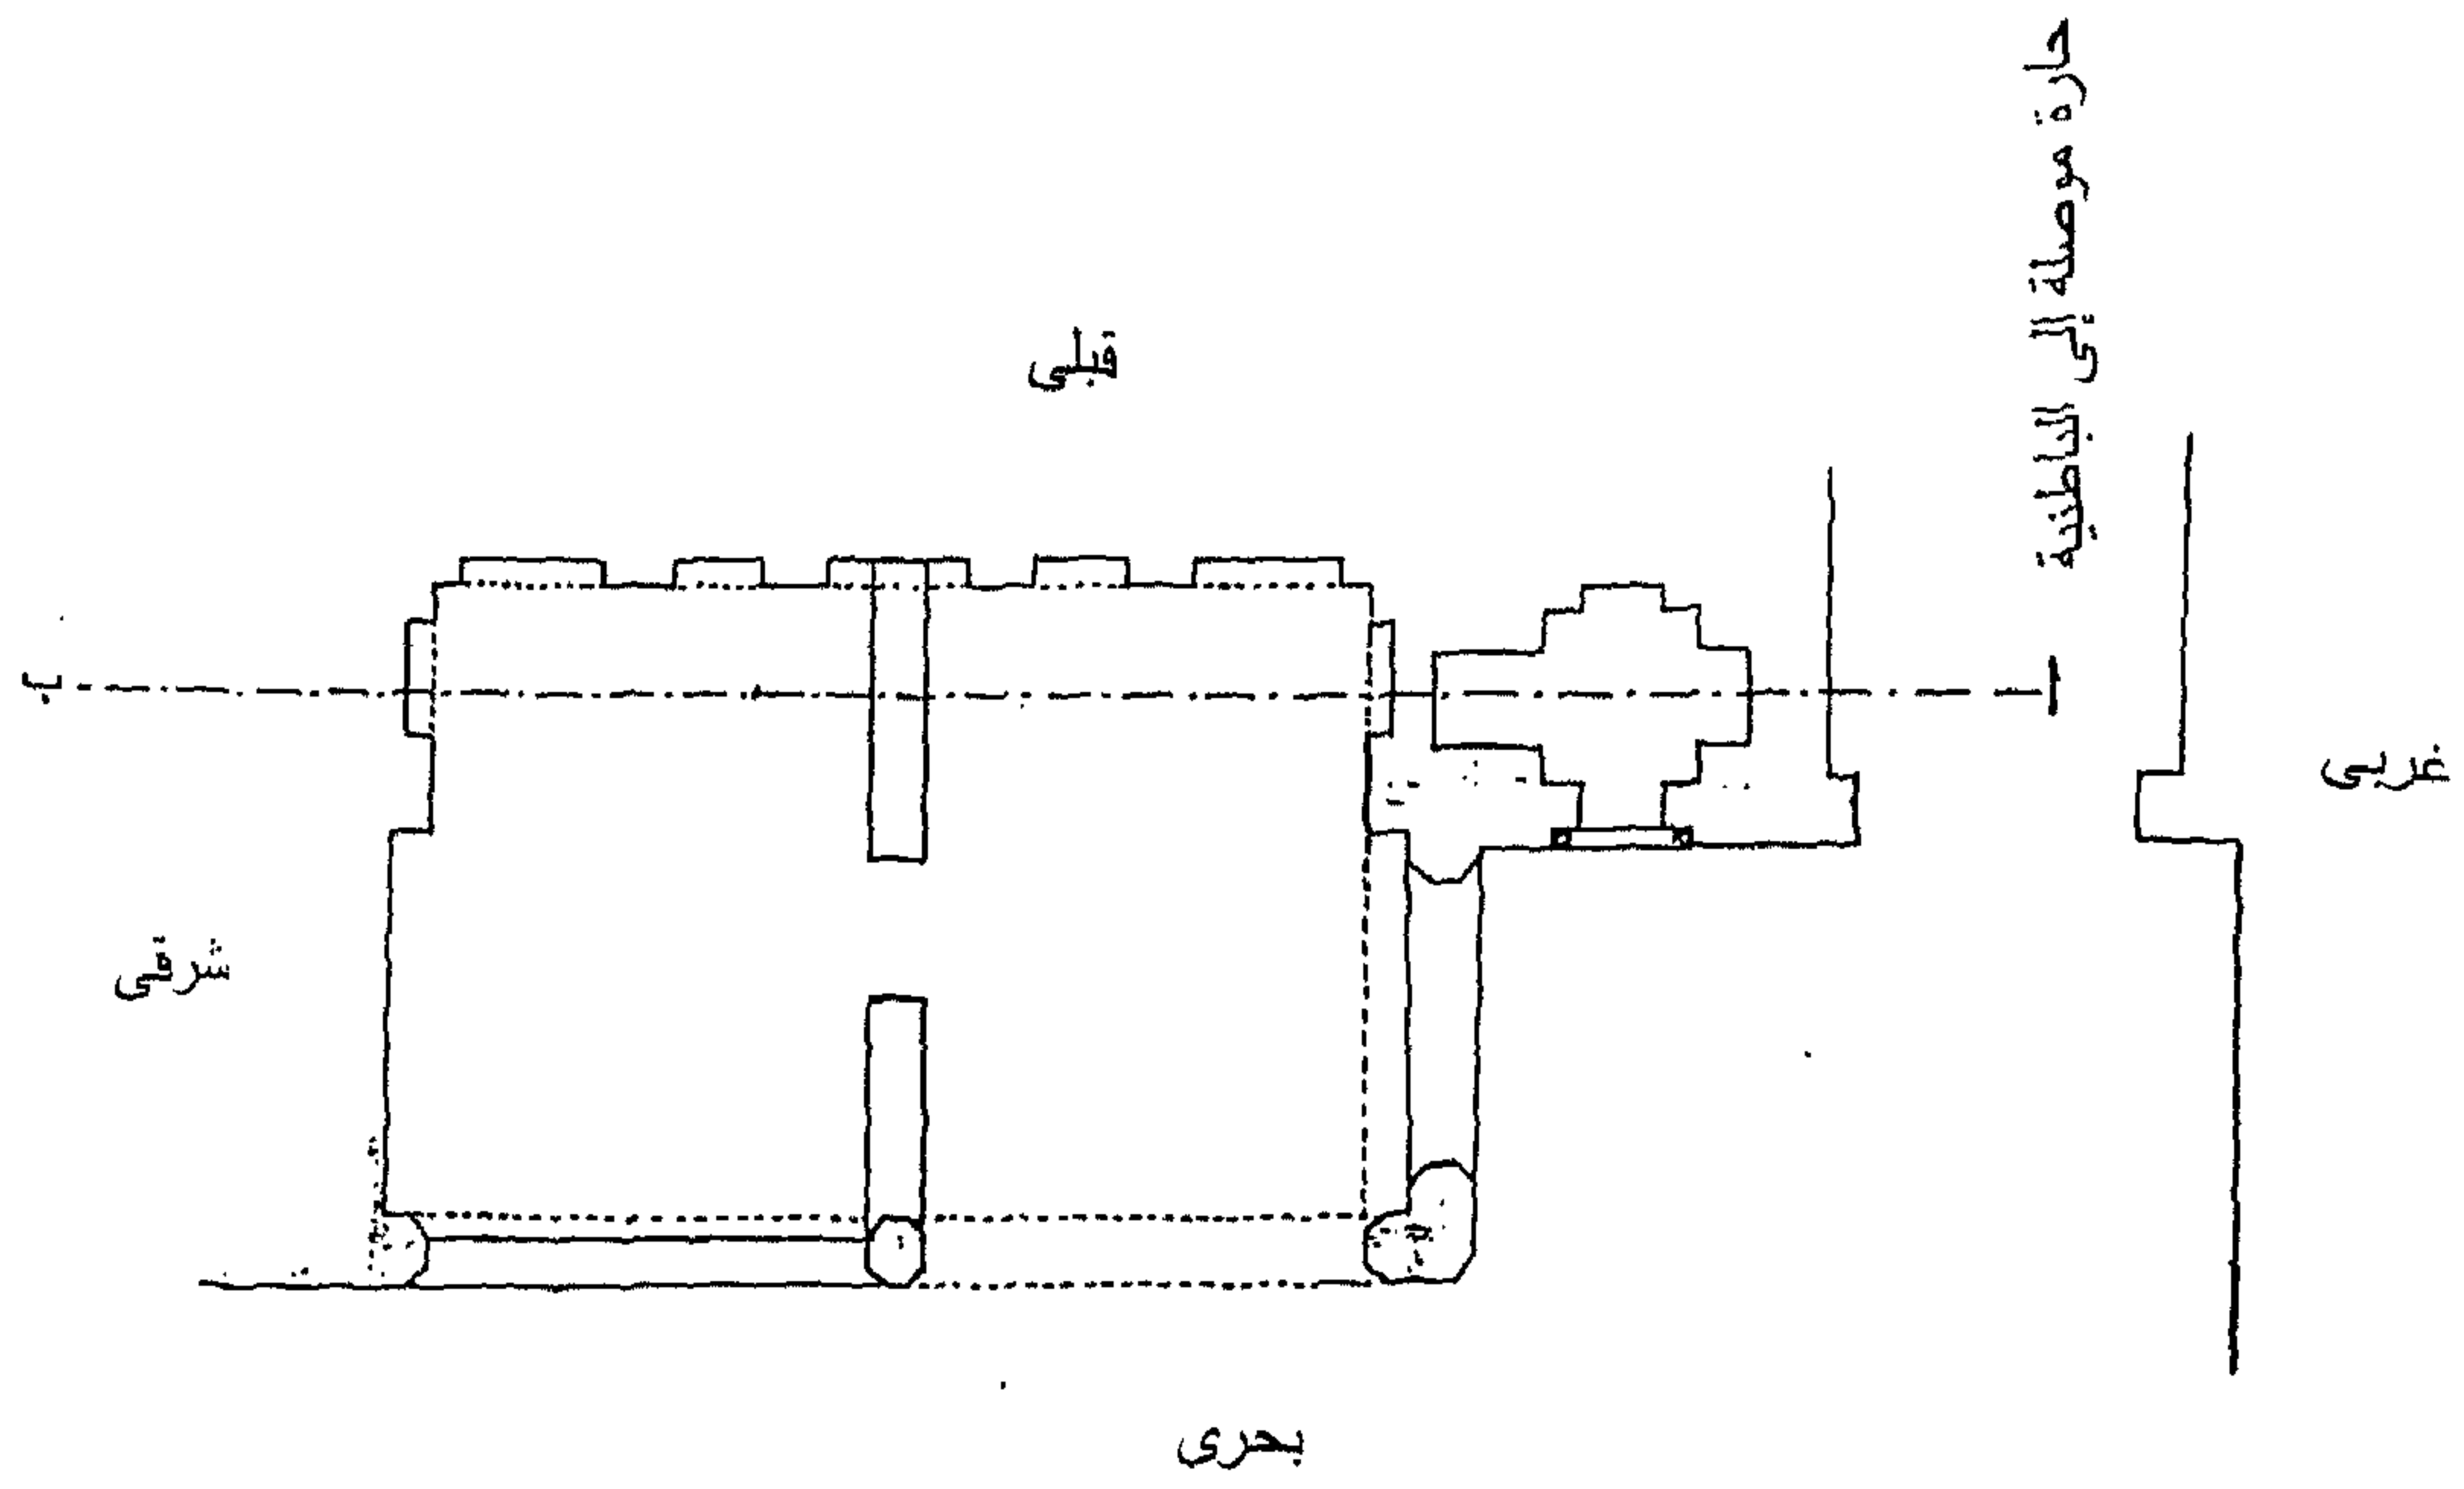 حارة موصلة إلى الباطنية
قبلى
ب
ا
غربى
شرقى
بحرى